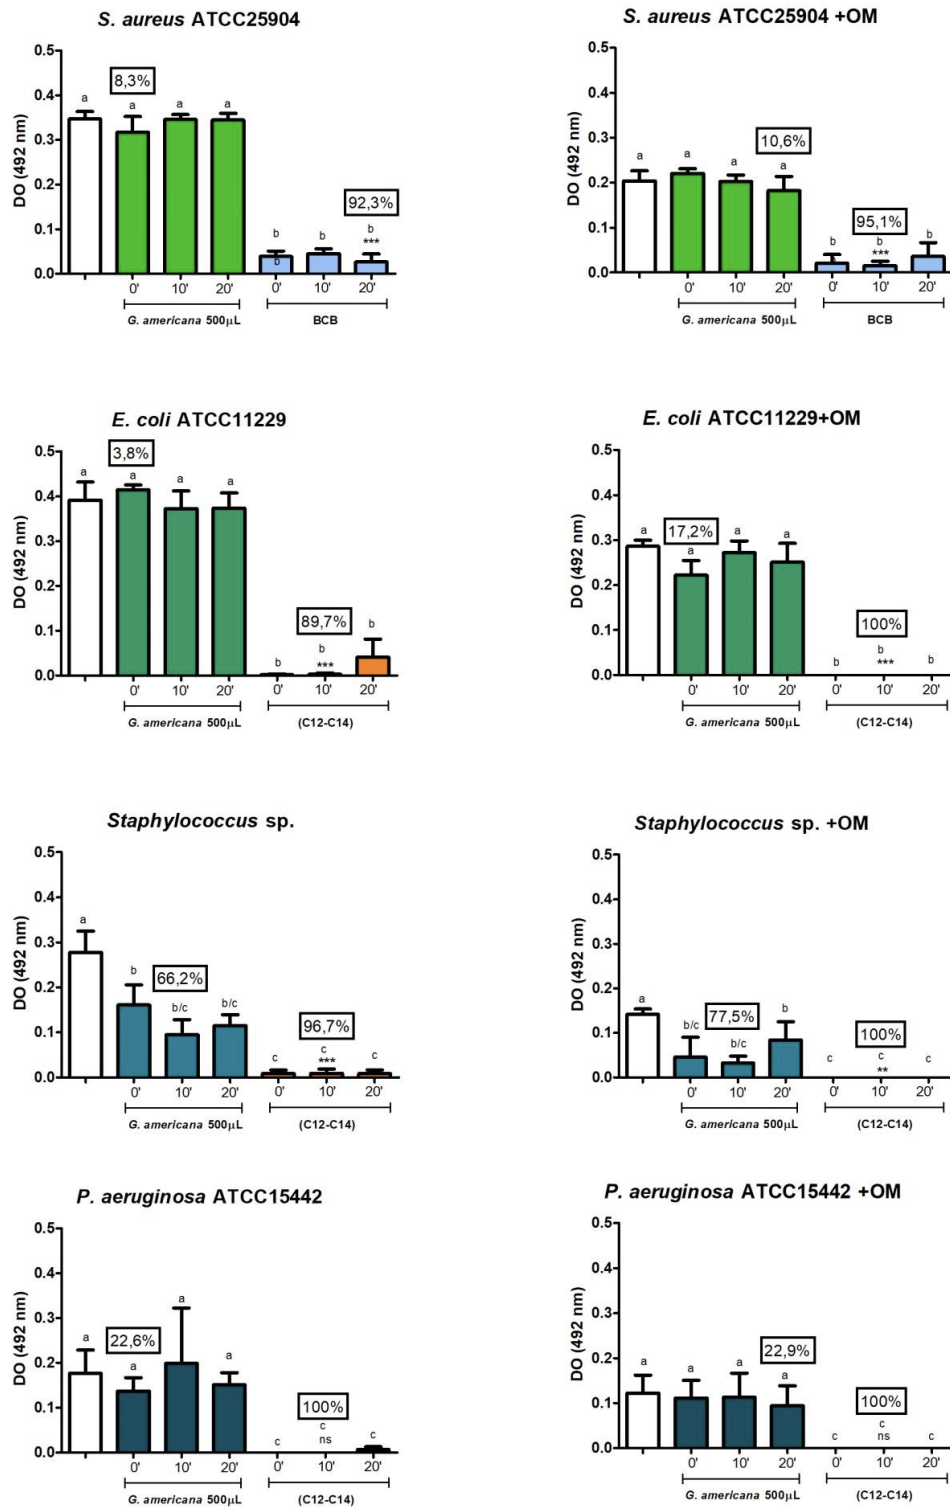 S. aureus ATCC25904
0.5
0.4
0.3
0.2
0.1
0.0
DO (492 nm)
8,3%
a a a a
92,3%
b b b
***
b
0' 10' 20' 0' 10' 20'
G. americana 500µL BCB
S. aureus ATCC25904 +OM
0.5
0.4
0.3
0.2
0.1
0.0
DO (492 nm)
10,6%
a a a a
95,1%
b b b
***
0' 10' 20' 0' 10' 20'
G. americana 500µL BCB
E. coli ATCC11229
0.5
0.4
0.3
0.2
0.1
0.0
DO (492 nm)
3,8%
a a a a
89,7%
b b b
***
0' 10' 20' 0' 10' 20'
G. americana 500µL (C12-C14)
E. coli ATCC11229+OM
0.5
0.4
0.3
0.2
0.1
0.0
DO (492 nm)
17,2%
a a a a
100%
b b b
***
0' 10' 20' 0' 10' 20'
G. americana 500µL (C12-C14)
Staphylococcus sp.
0.5
0.4
0.3
0.2
0.1
0.0
DO (492 nm)
66,2%
a b b/c b/c
96,7%
c c c
***
0' 10' 20' 0' 10' 20'
G. americana 500µL (C12-C14)
Staphylococcus sp. +OM
0.5
0.4
0.3
0.2
0.1
0.0
DO (492 nm)
77,5%
a b/c b/c b
100%
c c c
**
0' 10' 20' 0' 10' 20'
G. americana 500µL (C12-C14)
P. aeruginosa ATCC15442
0.5
0.4
0.3
0.2
0.1
0.0
DO (492 nm)
22,6%
a a a a
100%
c c c
ns
0' 10' 20' 0' 10' 20'
G. americana 500µL (C12-C14)
P. aeruginosa ATCC15442 +OM
0.5
0.4
0.3
0.2
0.1
0.0
DO (492 nm)
22,9%
a a a a
100%
c c c
ns
0' 10' 20' 0' 10' 20'
G. americana 500µL (C12-C14)